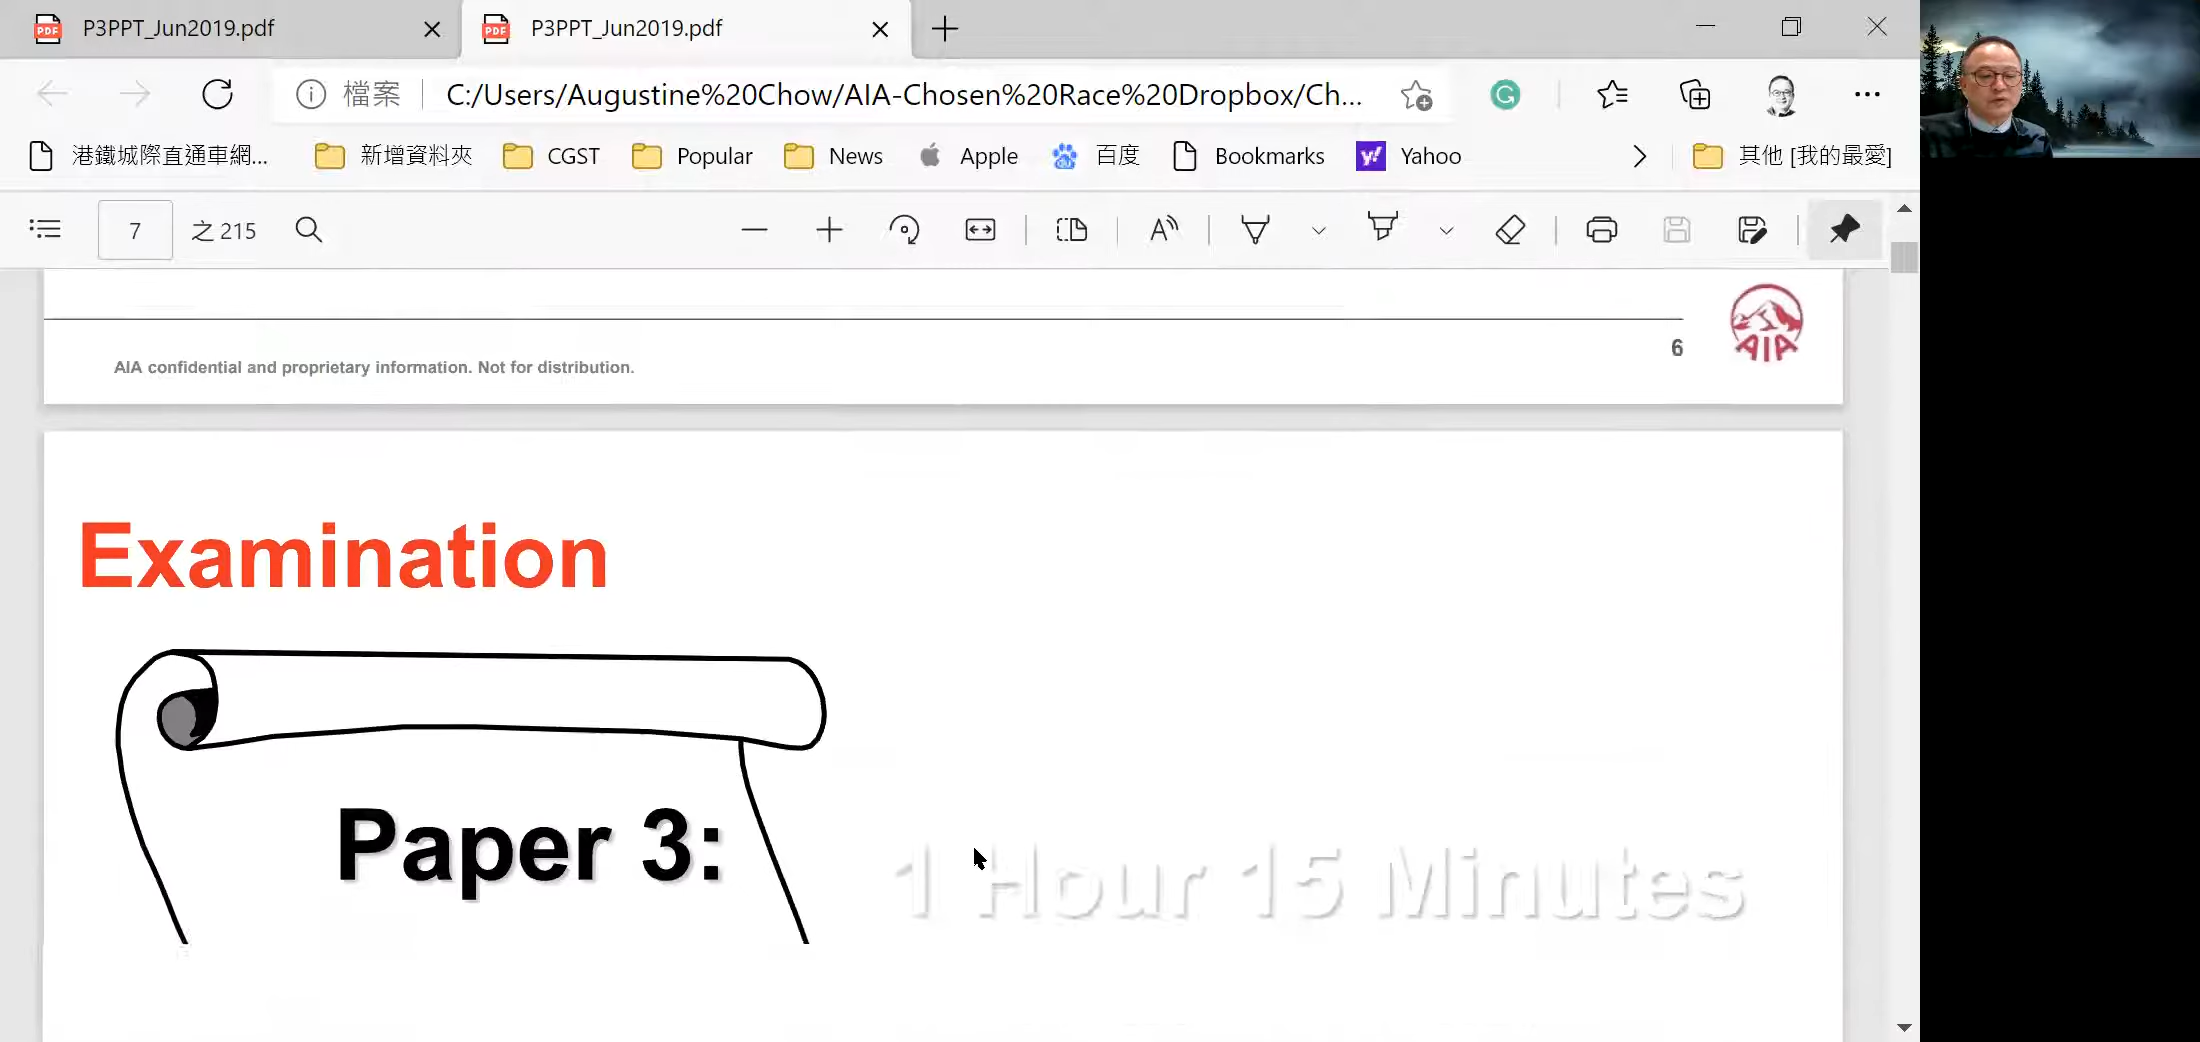 P3PPT_Jun2019.pdf
P3PPT_Jun2019.pdf
檔案
C:/Users/Augustine%20Chow/AIA-Chosen%20Race%20Dropbox/Ch...
港鐵城際直通車網...
新增資料夾
CGST
Popular
News
Apple
百度
Bookmarks
Yahoo
其他 [我的最愛]
7 之 215
6
AIA
AIA confidential and proprietary information. Not for distribution.
Examination
Paper 3:
1 Hour 15 Minutes